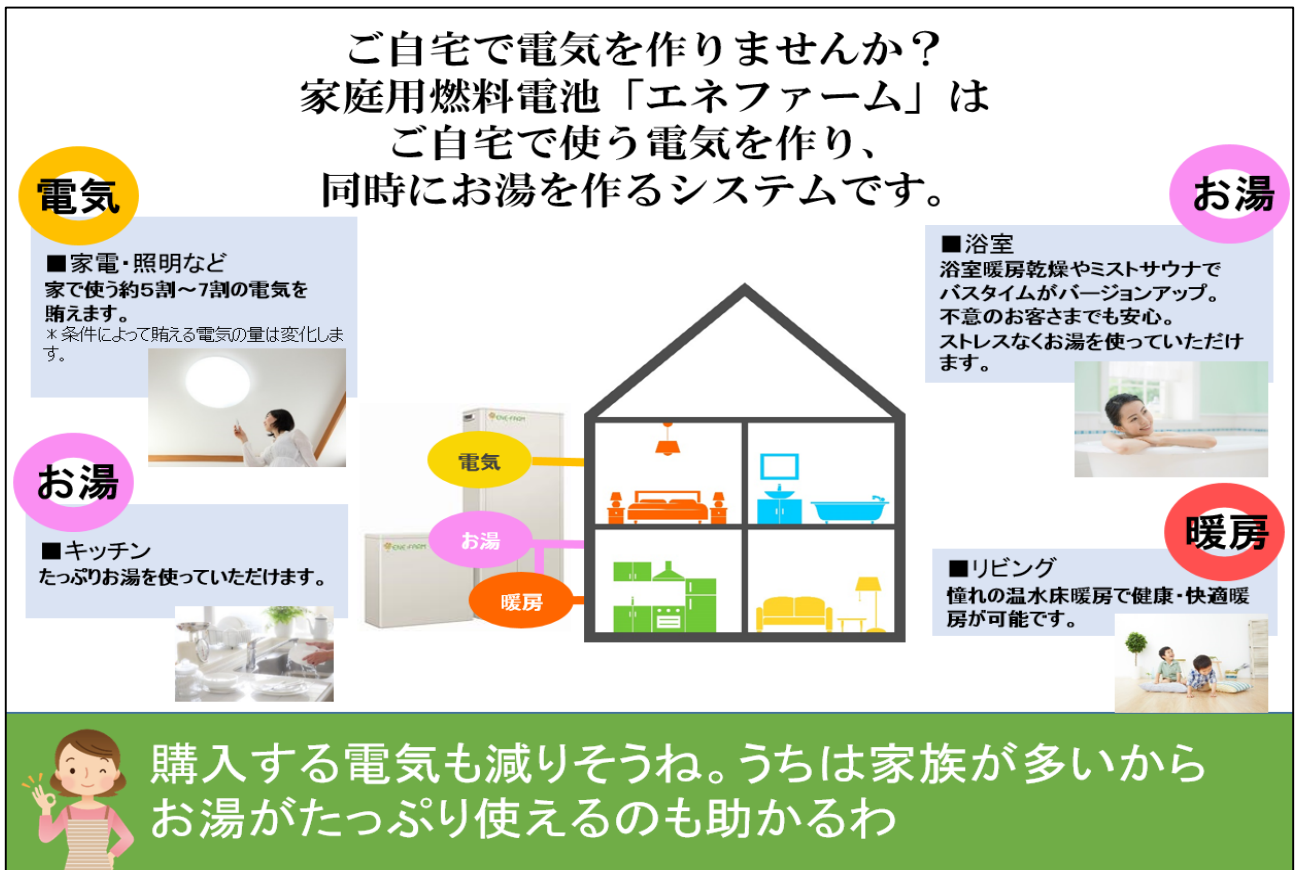 ご自宅で電気を作りませんか?
家庭用燃料電池「エネファーム」は
ご自宅で使う電気を作り、
同時にお湯を作るシステムです。
電気
■家電・照明など
家で使う約5割～7割の電気を
賄えます。
＊条件によって賄える電気の量は変化しま
す。
お湯
■キッチン
たっぷりお湯を使っていただけます。
ENE-FARM
ENE-FARM
電気
お湯
暖房
お湯
■浴室
浴室暖房乾燥やミストサウナで
バスタイムがバージョンアップ。
不意のお客さまでも安心。
ストレスなくお湯を使っていただけ
ます。
暖房
■リビング
憧れの温水床暖房で健康・快適暖
房が可能です。
購入する電気も減りそうね。うちは家族が多いから
お湯がたっぷり使えるのも助かるわ